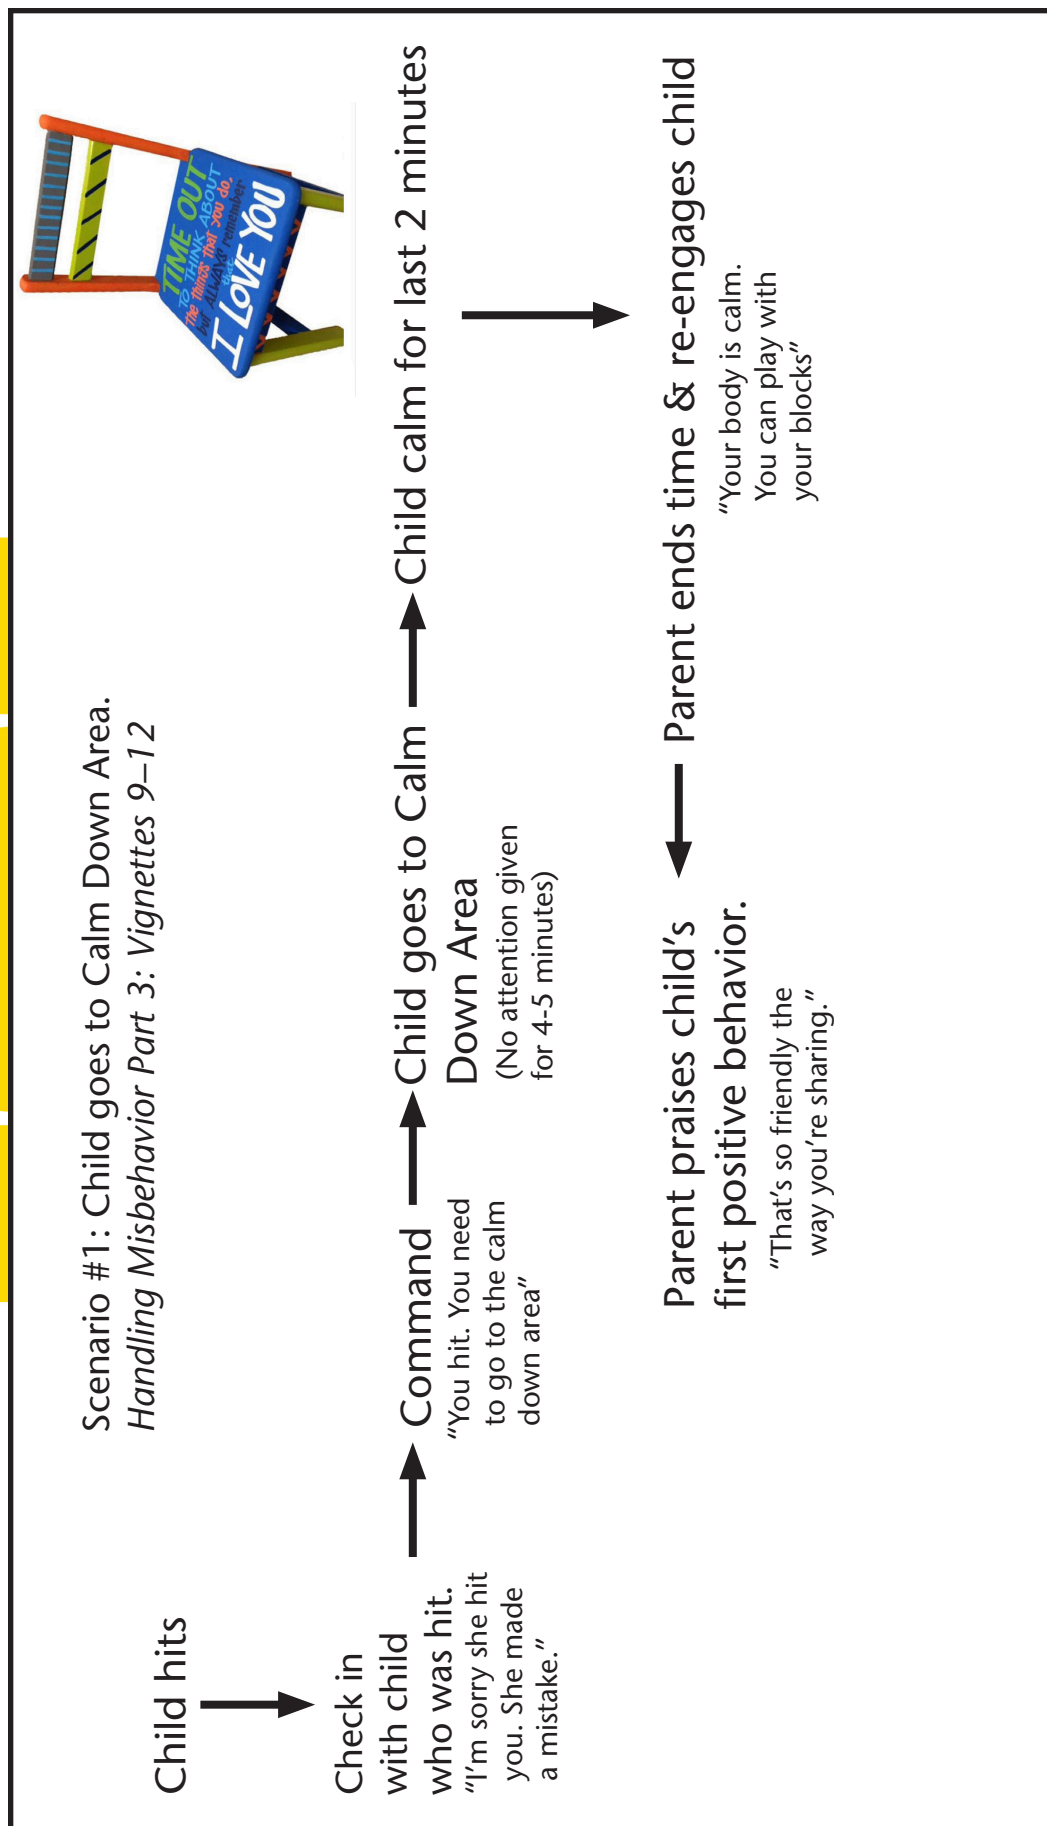 Scenario #1: Child goes to Calm Down Area.
Handling Misbehavior Part 3: Vignettes 9–12
TIME OUT
TO THINK ABOUT
the things that you do,
but ALWAYS remember
that
I LOVE YOU
Child hits
Check in
with child
who was hit.
“I’m sorry she hit
you. She made
a mistake.”
Command
“You hit. You need
to go to the calm
down area”
Child goes to Calm
Down Area
(No attention given
for 4-5 minutes)
Child calm for last 2 minutes
Parent ends time & re-engages child
“Your body is calm.
You can play with
your blocks”
Parent praises child’s
first positive behavior.
“That’s so friendly the
way you’re sharing.”